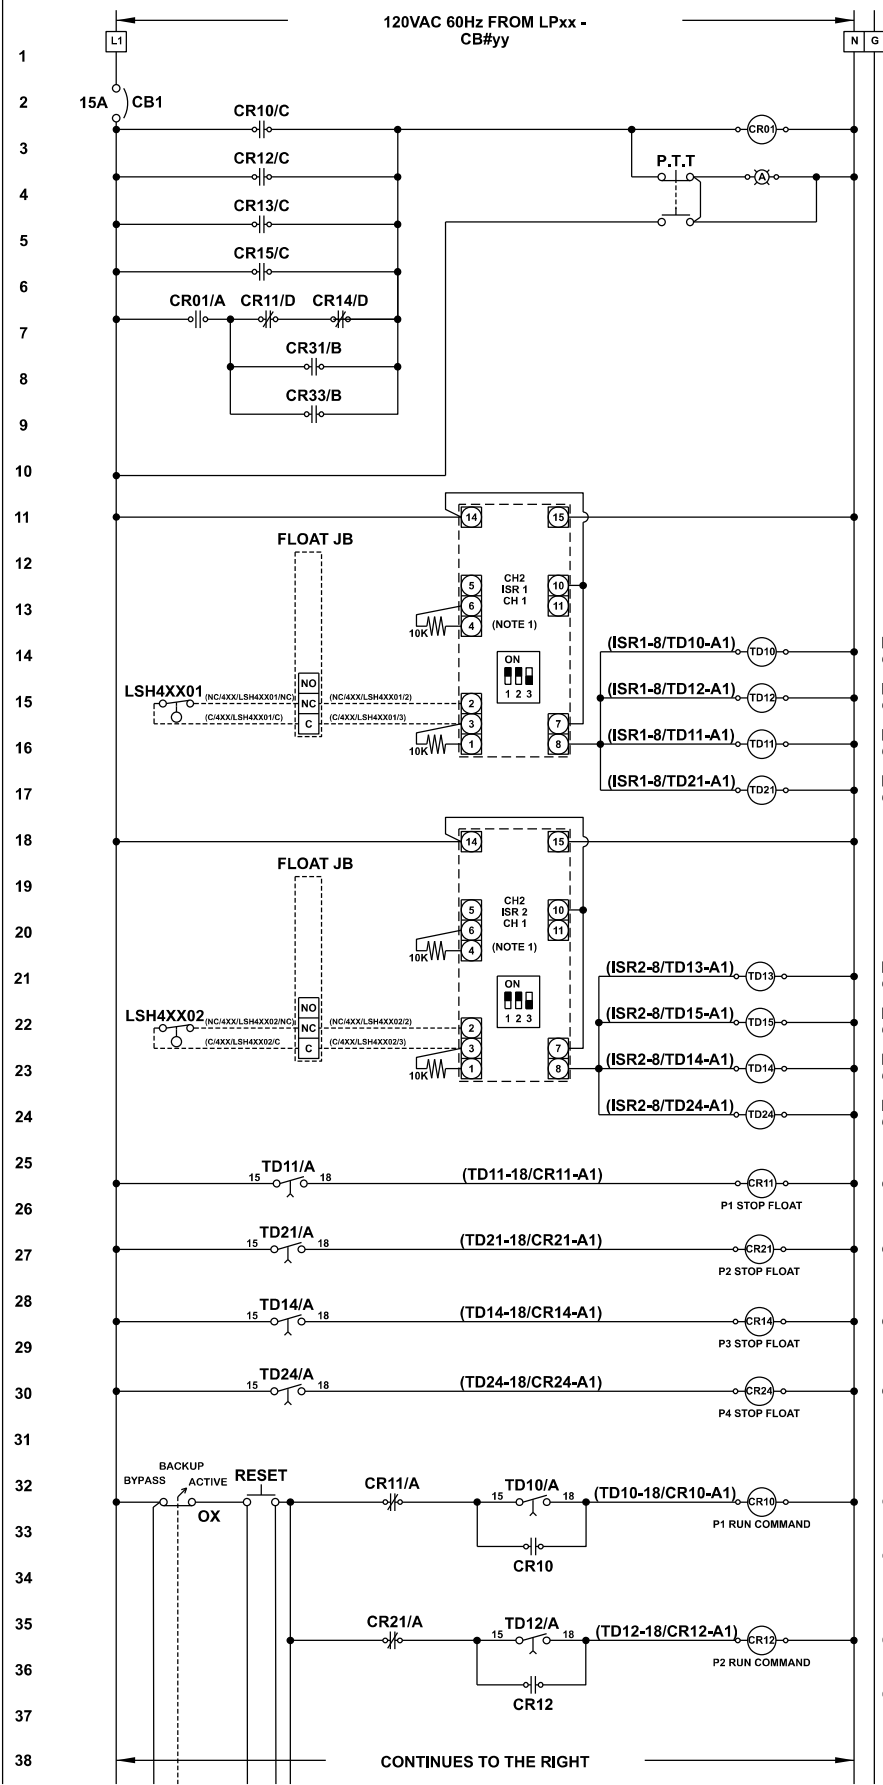 120VAC 60Hz FROM LPxx -
CB#yy
L1
N G
1
2
15A CB1
CR10/C
CR01
3
P.T.T
CR12/C
A
4
CR13/C
5
CR15/C
6
CR01/A CR11/D CR14/D
7
CR31/B
8
CR33/B
9
10
11
14 15
FLOAT JB
12
CH2
ISR 1
CH 1
5 10
6 11
13
4
(NOTE 1)
10K
14
(ISR1-8/TD10-A1) TD10
ON
1 2 3
NO
LSH4XX01
(NC/4XX/LSH4XX01/NC) NC (NC/4XX/LSH4XX01/2) 2
15
(ISR1-8/TD12-A1) TD12
(C/4XX/LSH4XX01/C) C (C/4XX/LSH4XX01/3) 3 7
16
10K 1 8
(ISR1-8/TD11-A1) TD11
17
(ISR1-8/TD21-A1) TD21
18
14 15
FLOAT JB
19
CH2
ISR 2
CH 1
5 10
6 11
20
4
(NOTE 1)
10K
21
(ISR2-8/TD13-A1) TD13
ON
1 2 3
NO
LSH4XX02
22
(NC/4XX/LSH4XX02/NC) NC (NC/4XX/LSH4XX02/2) 2
(ISR2-8/TD15-A1) TD15
(C/4XX/LSH4XX02/C C (C/4XX/LSH4XX02/3) 3 7
23
10K 1 8
(ISR2-8/TD14-A1) TD14
24
(ISR2-8/TD24-A1) TD24
25
TD11/A
15 18
(TD11-18/CR11-A1)
CR11
P1 STOP FLOAT
26
TD21/A
15 18
(TD21-18/CR21-A1)
CR21
27
P2 STOP FLOAT
28
TD14/A
15 18
(TD14-18/CR14-A1)
CR14
29
P3 STOP FLOAT
TD24/A
15 18
(TD24-18/CR24-A1)
CR24
30
P4 STOP FLOAT
31
BACKUP
BYPASS ACTIVE
RESET
32
OX
CR11/A
TD10/A
15 18
(TD10-18/CR10-A1)
CR10
P1 RUN COMMAND
33
CR10
34
35
CR21/A
TD12/A
15 18
(TD12-18/CR12-A1)
CR12
P2 RUN COMMAND
36
CR12
37
38
CONTINUES TO THE RIGHT